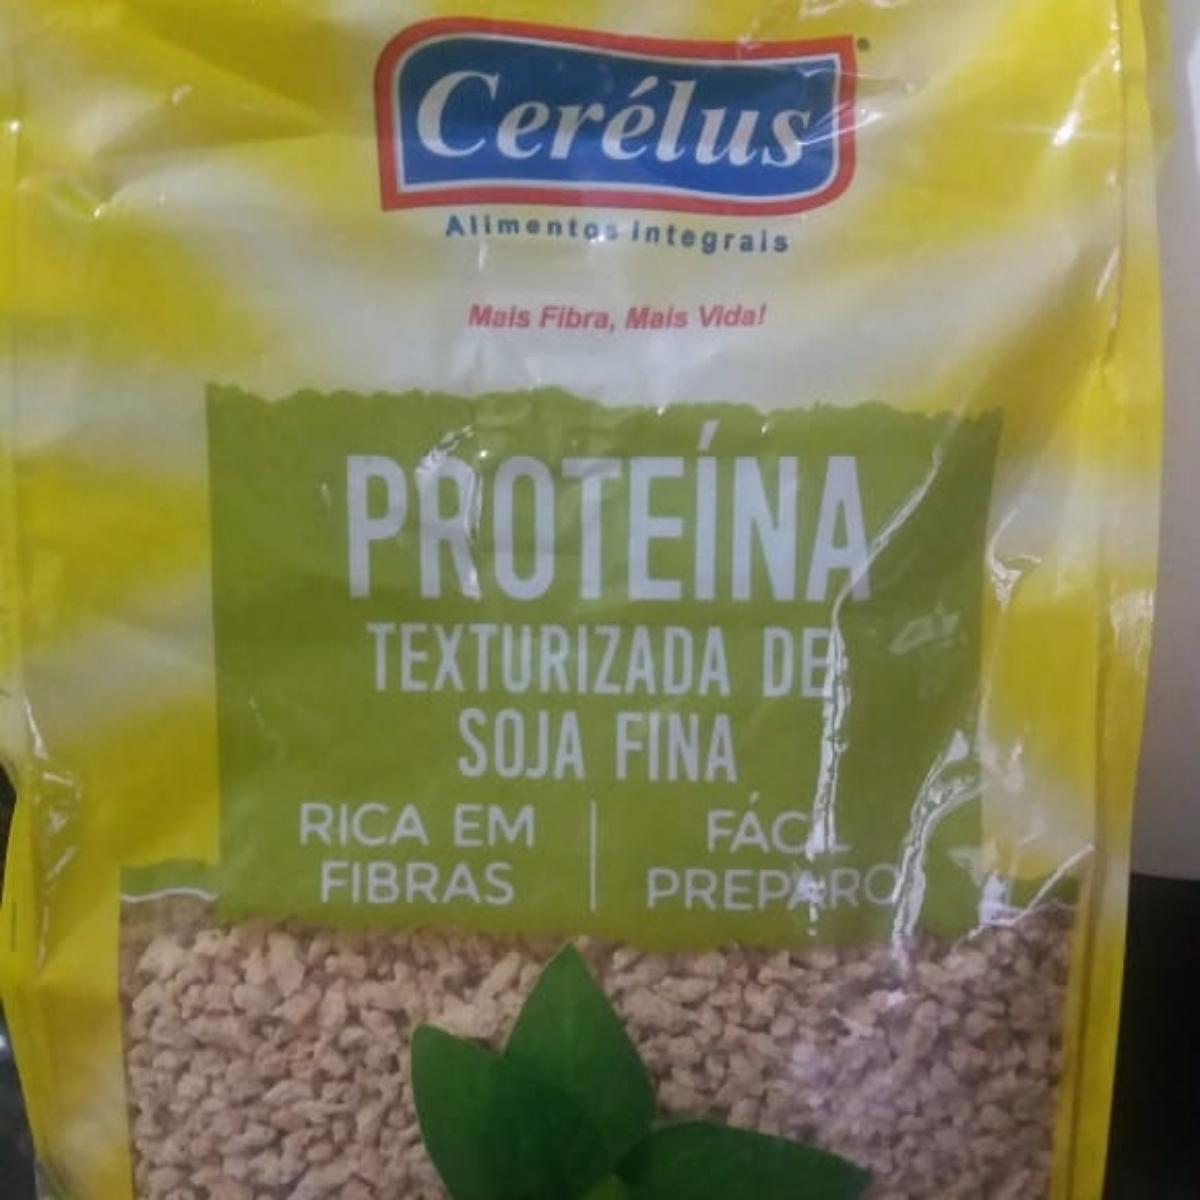 Cerélus
Alimentos Integrais
Mais Fibra, Mais Vida!
PROTEÍNA
TEXTURIZADA DE
SOJA FINA
RICA EM
FIBRAS
FÁCIL
PREPARO